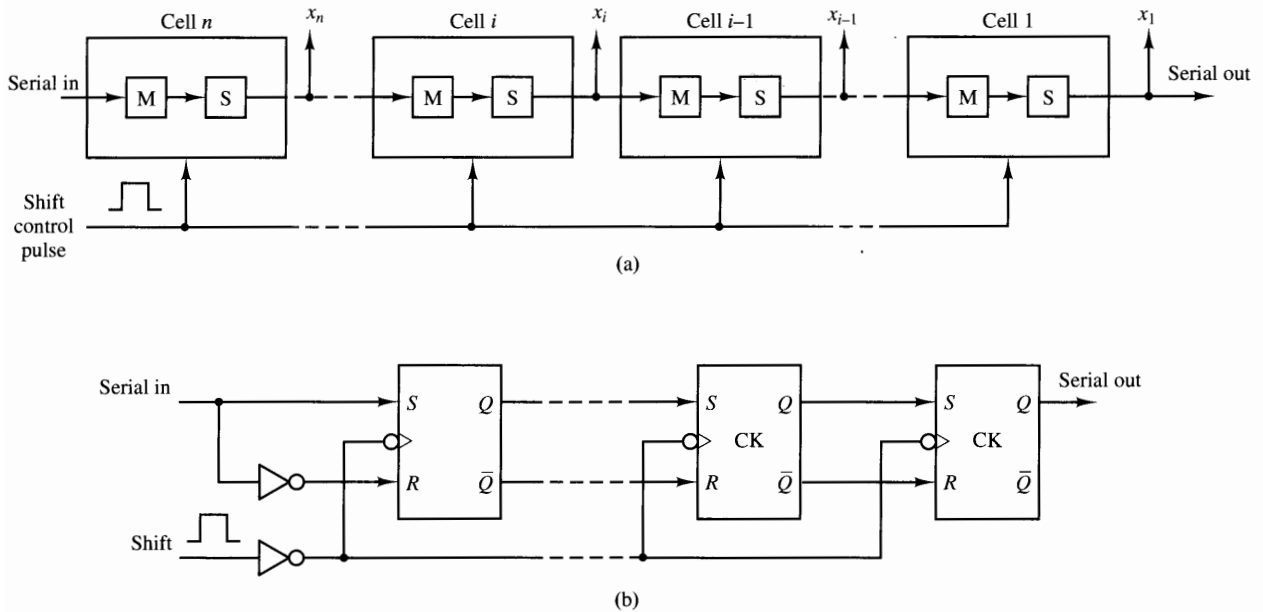 Cell n
x_n
Cell i
x_i
Cell i–1
x_{i–1}
Cell 1
x_1
Serial in
M
S
M
S
M
S
M
S
Serial out
Shift
control
pulse
(a)
Serial in
S
Q
S
Q
S
Q
Serial out
CK
CK
R
Q̄
R
Q̄
R
Q̄
Shift
(b)